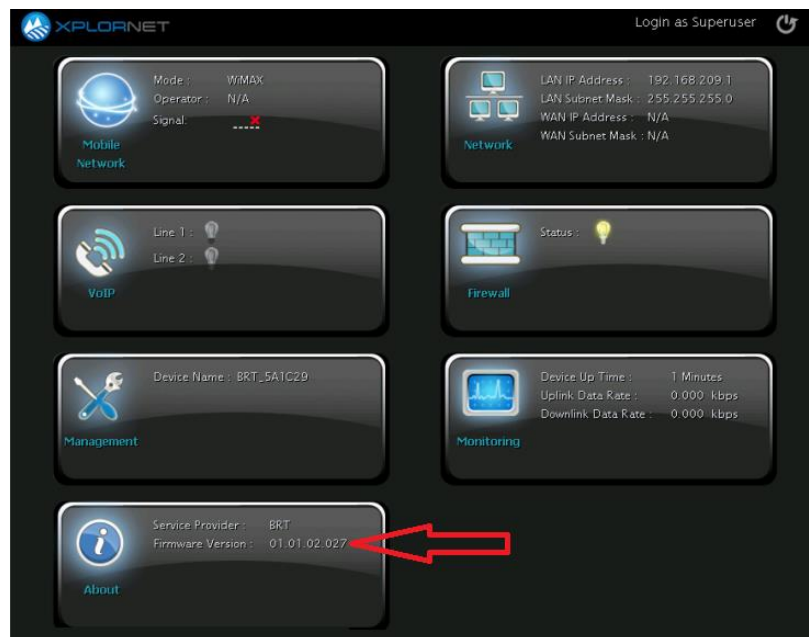 XPLORNET
Login as Superuser
Mode : WiMAX
Operator : N/A
Signal:
Mobile
Network
LAN IP Address : 192.168.209.1
LAN Subnet Mask : 255.255.255.0
WAN IP Address : N/A
WAN Subnet Mask : N/A
Network
Line 1 :
Line 2 :
VoIP
Status :
Firewall
Device Name : BRT_5A1C29
Management
Device Up Time : 1 Minutes
Uplink Data Rate : 0.000 kbps
Downlink Data Rate : 0.000 kbps
Monitoring
Service Provider : BRT
Firmware Version : 01.01.02.027
About